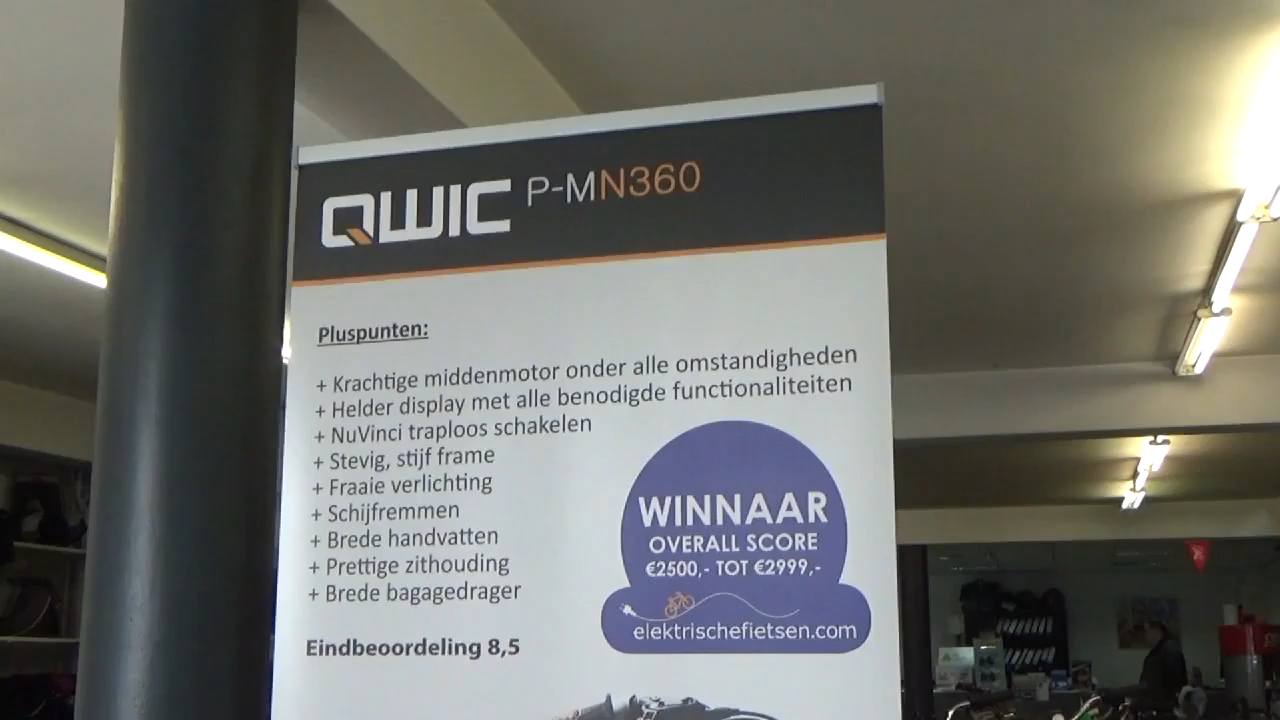 QWIC P-MN360
Pluspunten:
+ Krachtige middenmotor onder alle omstandigheden
+ Helder display met alle benodigde functionaliteiten
+ NuVinci traploos schakelen
+ Stevig, stijf frame
+ Fraaie verlichting
+ Schijfremmen
+ Brede handvatten
+ Prettige zithouding
+ Brede bagagedrager
Eindbeoordeling 8,5
WINNAAR
OVERALL SCORE
€2500,- TOT €2999,-
elektrischefietsen.com